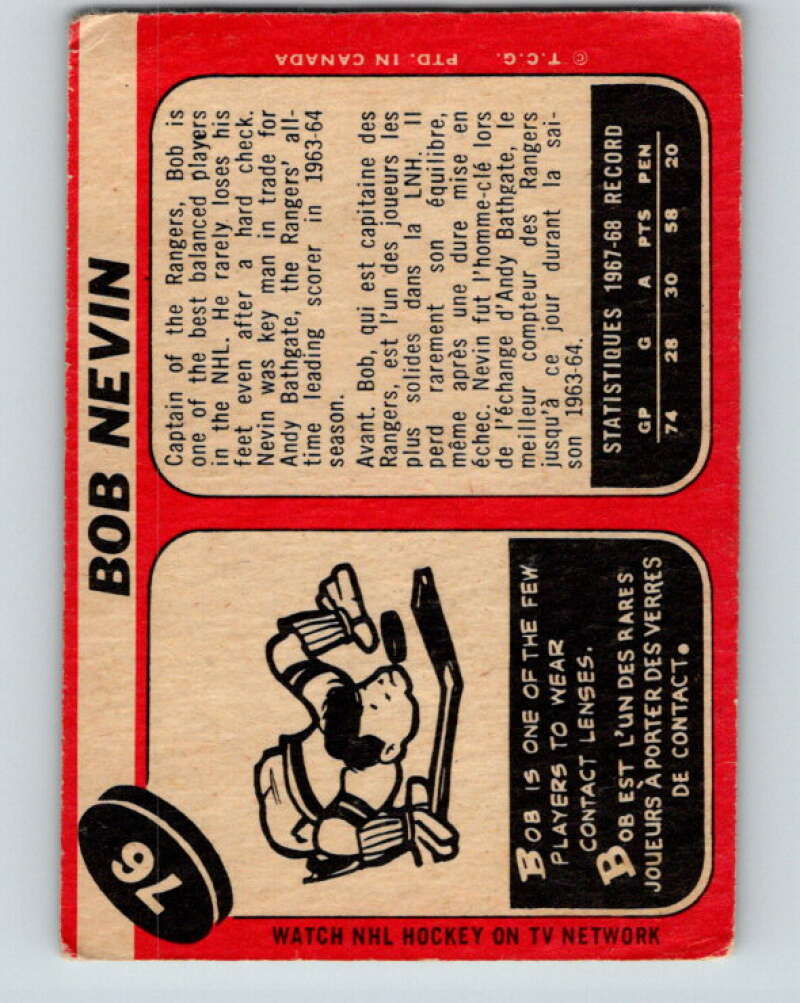 76
BOB NEVIN
BOB IS ONE OF THE FEW
PLAYERS TO WEAR
CONTACT LENSES.
BOB EST L'UN DES RARES
JOUEURS À PORTER DES VERRES
DE CONTACT.
Captain of the Rangers, Bob is
one of the best balanced players
in the NHL. He rarely loses his
feet even after a hard check.
Nevin was key man in trade for
Andy Bathgate, the Rangers' all-
time leading scorer in 1963-64
season.
Avant. Bob, qui est capitaine des
Rangers, est l'un des joueurs les
plus solides dans la LNH. Il
perd rarement son équilibre,
même après une dure mise en
échec. Nevin fut l'homme-clé lors
de l'échange d'Andy Bathgate, le
meilleur compteur des Rangers
jusqu'à ce jour durant la sai-
son 1963-64.
STATISTIQUES 1967-68 RECORD
GP G A PTS PEN
74 28 30 58 20
WATCH NHL HOCKEY ON TV NETWORK
© T.C.G. PTD. IN CANADA